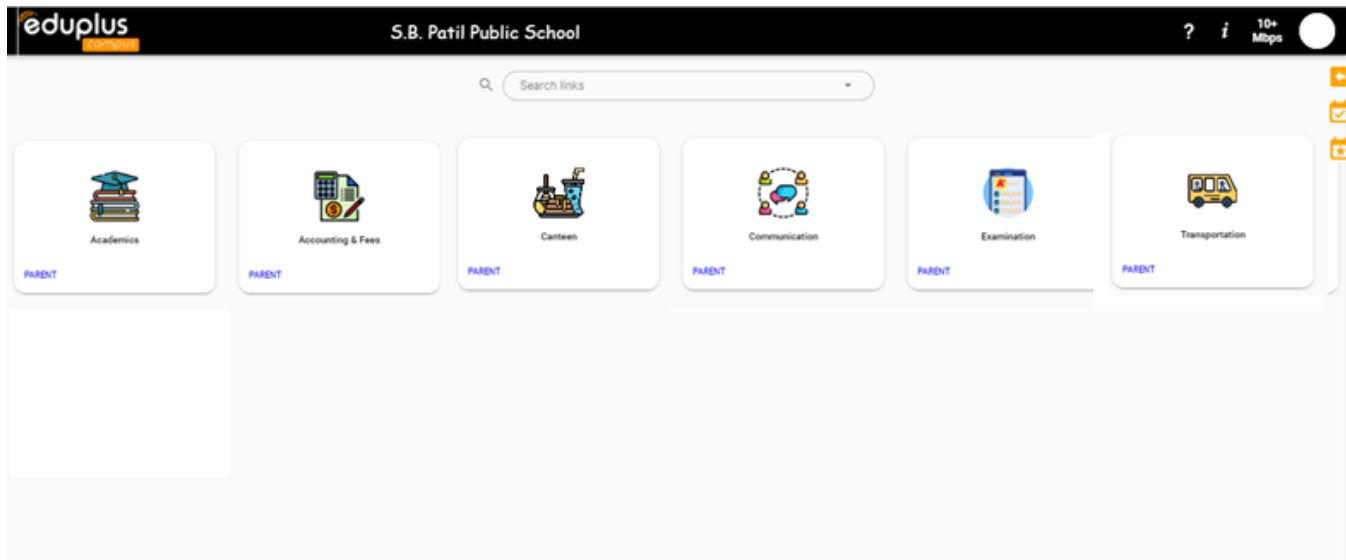 eduplus
campus
S.B. Patil Public School
?
i
10+
Mbps
Search links
Academics
PARENT
Accounting & Fees
PARENT
Canteen
PARENT
Communication
PARENT
Examination
PARENT
Transportation
PARENT